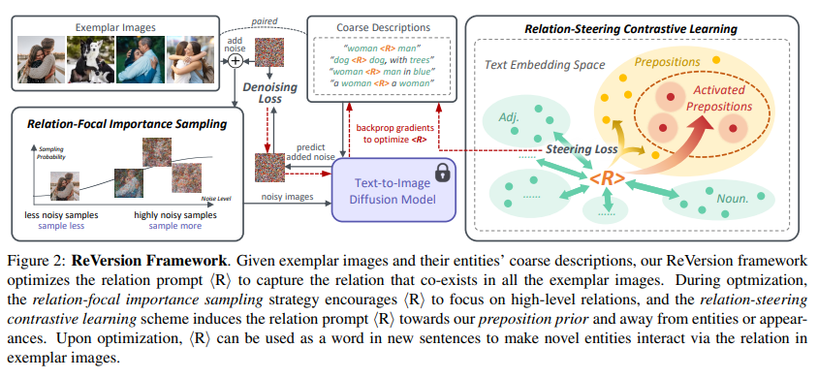 Exemplar Images
add
noise
paired
Coarse Descriptions
"woman <R> man"
"dog <R> dog, with trees"
"woman <R> man in blue"
"a woman <R> a woman"
Denoising
Loss
Relation-Focal Importance Sampling
Sampling
Probability
Noise Level
less noisy samples
sample less
highly noisy samples
sample more
predict
added noise
noisy images
backprop gradients
to optimize <R>
Text-to-Image
Diffusion Model
Relation-Steering Contrastive Learning
Text Embedding Space
Prepositions
Activated
Prepositions
Adj.
......
Steering Loss
<R>
......
......
Noun.
Figure 2: ReVersion Framework. Given exemplar images and their entities' coarse descriptions, our ReVersion framework
optimizes the relation prompt ⟨R⟩ to capture the relation that co-exists in all the exemplar images. During optmization,
the relation-focal importance sampling strategy encourages ⟨R⟩ to focus on high-level relations, and the relation-steering
contrastive learning scheme induces the relation prompt ⟨R⟩ towards our preposition prior and away from entities or appear-
ances. Upon optimization, ⟨R⟩ can be used as a word in new sentences to make novel entities interact via the relation in
exemplar images.